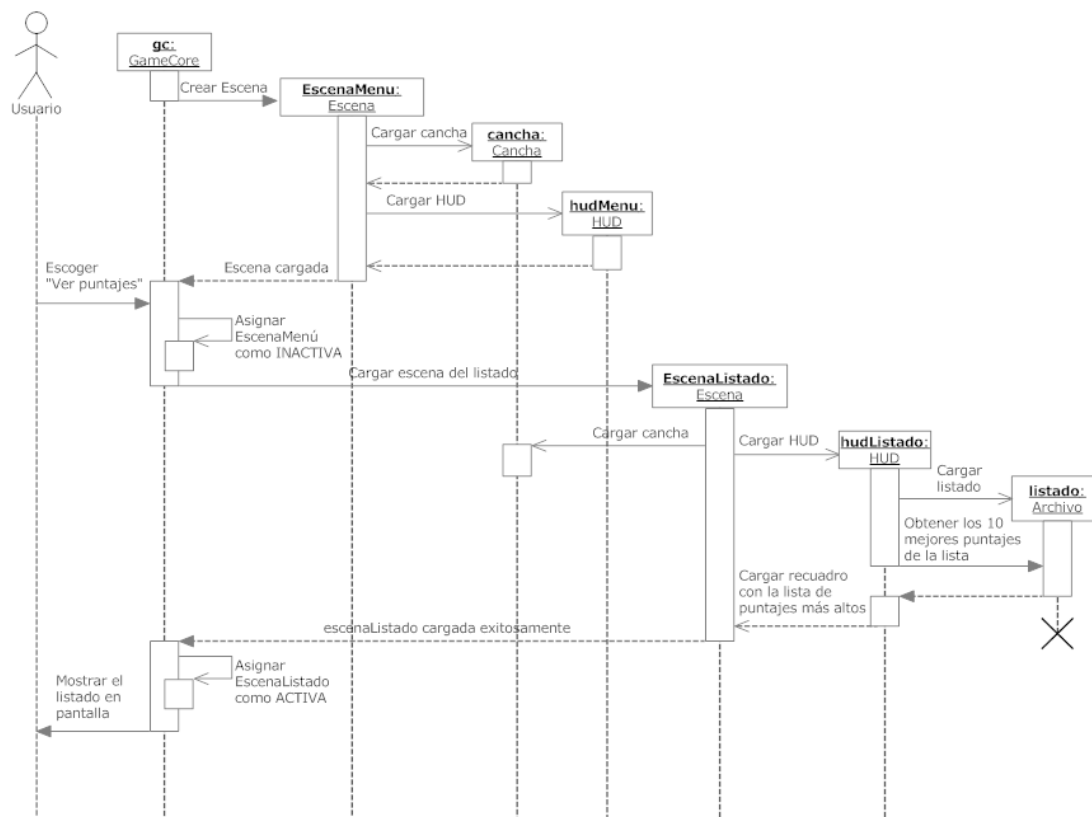 gc:
GameCore
Usuario
Crear Escena
EscenaMenu:
Escena
Cargar cancha
cancha:
Cancha
Cargar HUD
hudMenu:
HUD
Escena cargada
Escoger
"Ver puntajes"
Asignar
EscenaMenú
como INACTIVA
Cargar escena del listado
EscenaListado:
Escena
Cargar cancha
Cargar HUD
hudListado:
HUD
Cargar
listado
listado:
Archivo
Obtener los 10
mejores puntajes
de la lista
Cargar recuadro
con la lista de
puntajes más altos
escenaListado cargada exitosamente
Asignar
EscenaListado
como ACTIVA
Mostrar el
listado en
pantalla